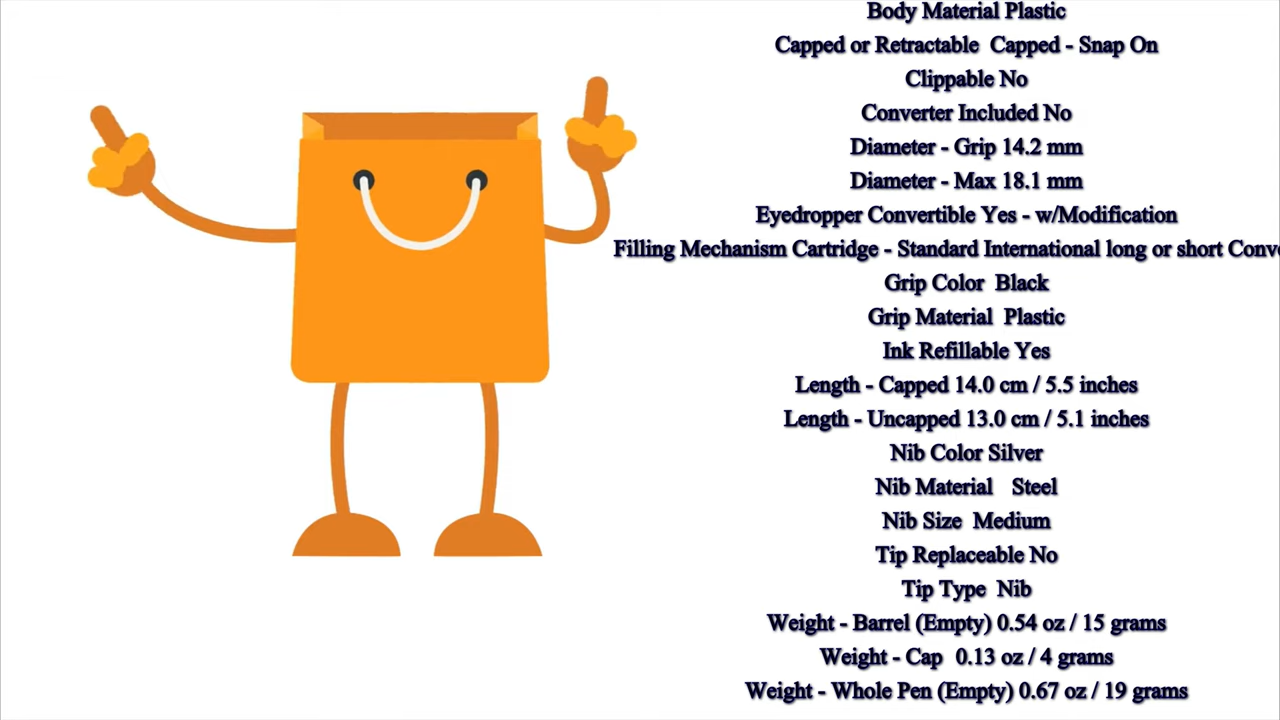 Body Material Plastic
Capped or Retractable Capped - Snap On
Clippable No
Converter Included No
Diameter - Grip 14.2 mm
Diameter - Max 18.1 mm
Eyedropper Convertible Yes - w/Modification
Filling Mechanism Cartridge - Standard International long or short
Grip Color Black
Grip Material Plastic
Ink Refillable Yes
Length - Capped 14.0 cm / 5.5 inches
Length - Uncapped 13.0 cm / 5.1 inches
Nib Color Silver
Nib Material Steel
Nib Size Medium
Tip Replaceable No
Tip Type Nib
Weight - Barrel (Empty) 0.54 oz / 15 grams
Weight - Cap 0.13 oz / 4 grams
Weight - Whole Pen (Empty) 0.67 oz / 19 grams